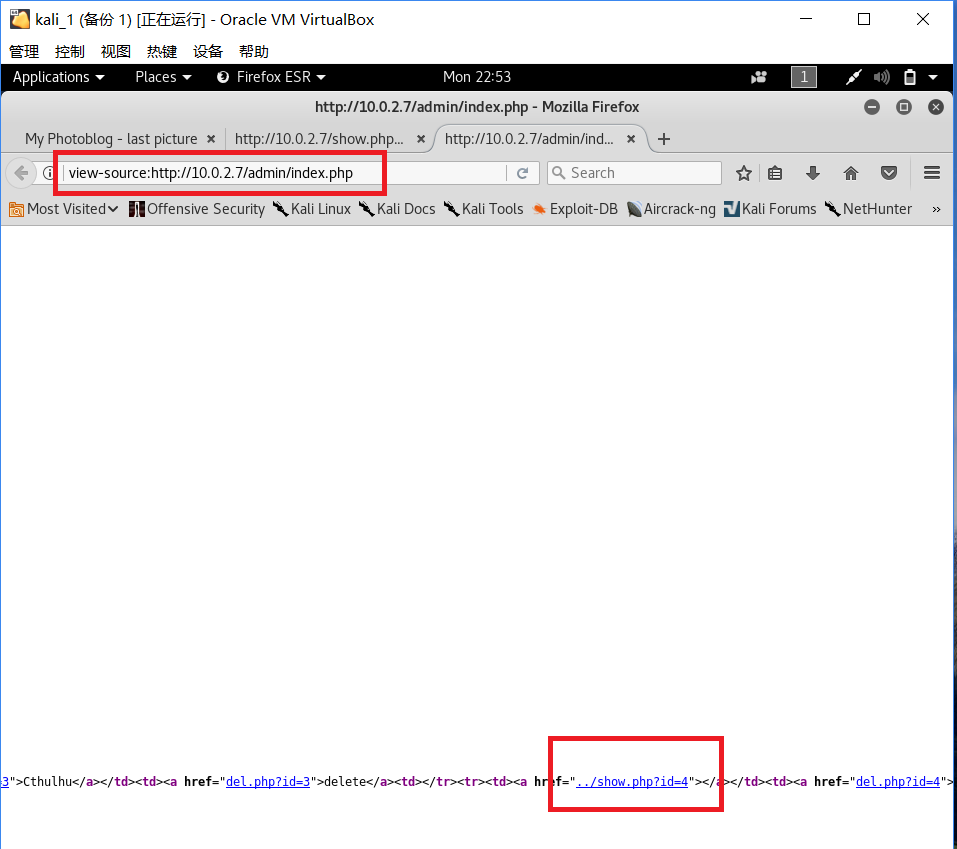 kali_1 (备份 1) [正在运行] - Oracle VM VirtualBox
管理 控制 视图 热键 设备 帮助
Applications Places Firefox ESR Mon 22:53 1
http://10.0.2.7/admin/index.php - Mozilla Firefox
My Photoblog - last picture × http://10.0.2.7/show.php... × http://10.0.2.7/admin/ind... × +
view-source:http://10.0.2.7/admin/index.php Search
Most Visited Offensive Security Kali Linux Kali Docs Kali Tools Exploit-DB Aircrack-ng Kali Forums NetHunter »
=3">Cthulhu</a></td><td><a href="del.php?id=3">delete</a><td></tr><tr><td><a href="../show.php?id=4"></a></td><td><a href="del.php?id=4">